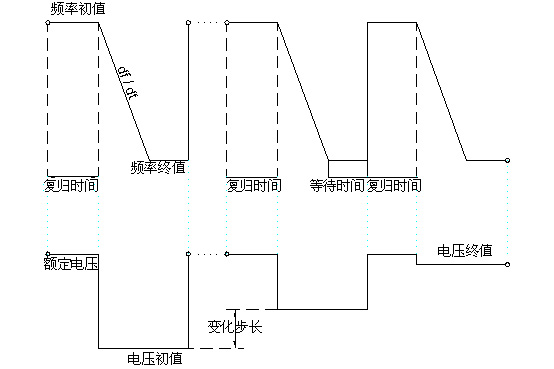 频率初值
df / dt
频率终值
复归时间
复归时间
等待时间
复归时间
额定电压
电压终值
变化步长
电压初值